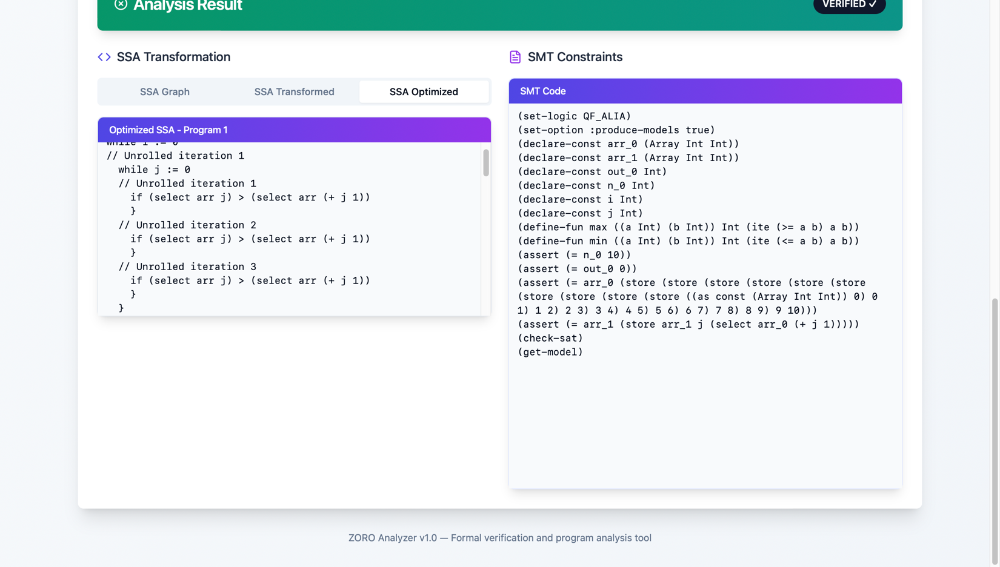 Analysis Result
VERIFIED ✓
SSA Transformation
SSA Graph
SSA Transformed
SSA Optimized
Optimized SSA - Program 1
while i := 0
// Unrolled iteration 1
  while j := 0
  // Unrolled iteration 1
    if (select arr j) > (select arr (+ j 1))
    }
  // Unrolled iteration 2
    if (select arr j) > (select arr (+ j 1))
    }
  // Unrolled iteration 3
    if (select arr j) > (select arr (+ j 1))
    }
  }
SMT Constraints
SMT Code
(set-logic QF_ALIA)
(set-option :produce-models true)
(declare-const arr_0 (Array Int Int))
(declare-const arr_1 (Array Int Int))
(declare-const out_0 Int)
(declare-const n_0 Int)
(declare-const i Int)
(declare-const j Int)
(define-fun max ((a Int) (b Int)) Int (ite (>= a b) a b))
(define-fun min ((a Int) (b Int)) Int (ite (<= a b) a b))
(assert (= n_0 10))
(assert (= out_0 0))
(assert (= arr_0 (store (store (store (store (store (store
(store (store (store (store ((as const (Array Int Int)) 0) 0
1) 1 2) 2 3) 3 4) 4 5) 5 6) 6 7) 7 8) 8 9) 9 10)))
(assert (= arr_1 (store arr_1 j (select arr_0 (+ j 1)))))
(check-sat)
(get-model)
ZORO Analyzer v1.0 — Formal verification and program analysis tool